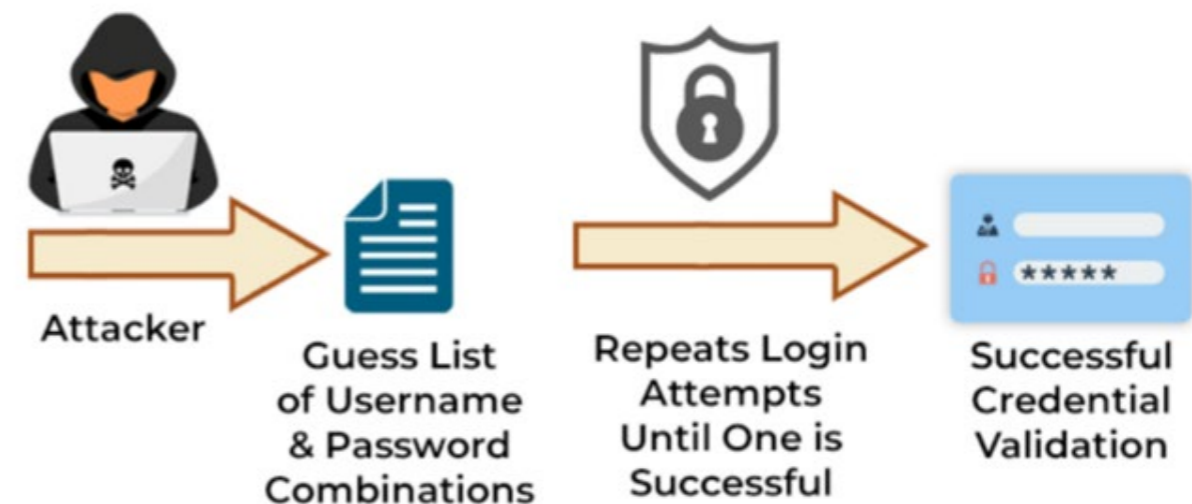 Attacker
Guess List
of Username
& Password
Combinations
Repeats Login
Attempts
Until One is
Successful
*****
Successful
Credential
Validation